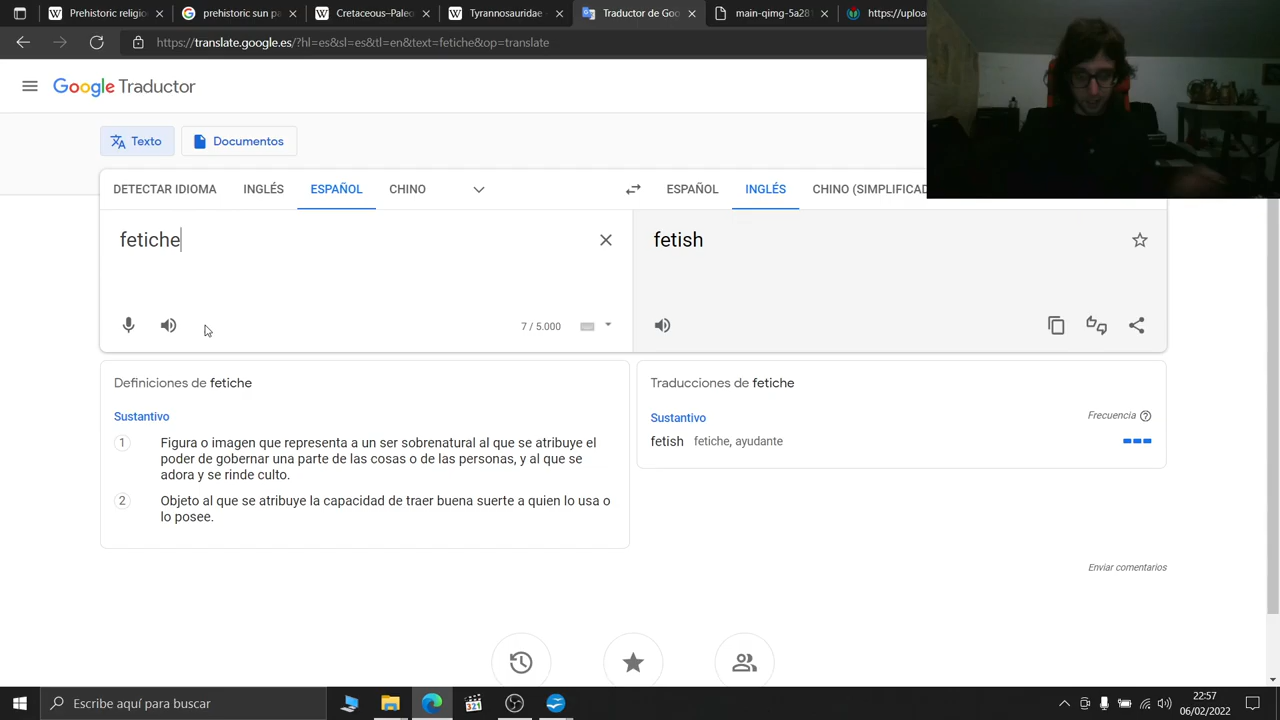 Prehistoric religio
prehistoric sun pa
Cretaceous–Paleo
Tyrannosauridae -
Traductor de Goo
main-qimg-5a281
https://upload
https://translate.google.es/?hl=es&sl=es&tl=en&text=fetiche&op=translate
Google Traductor
Texto
Documentos
DETECTAR IDIOMA
INGLÉS
ESPAÑOL
CHINO
ESPAÑOL
INGLÉS
CHINO (SIMPLIFICAD
fetiche
fetish
7 / 5.000
Definiciones de fetiche
Sustantivo
1 Figura o imagen que representa a un ser sobrenatural al que se atribuye el
poder de gobernar una parte de las cosas o de las personas, y al que se
adora y se rinde culto.
2 Objeto al que se atribuye la capacidad de traer buena suerte a quien lo usa o
lo posee.
Traducciones de fetiche
Sustantivo
Frecuencia
fetish fetiche, ayudante
Enviar comentarios
Escribe aquí para buscar
321
22:57
06/02/2022